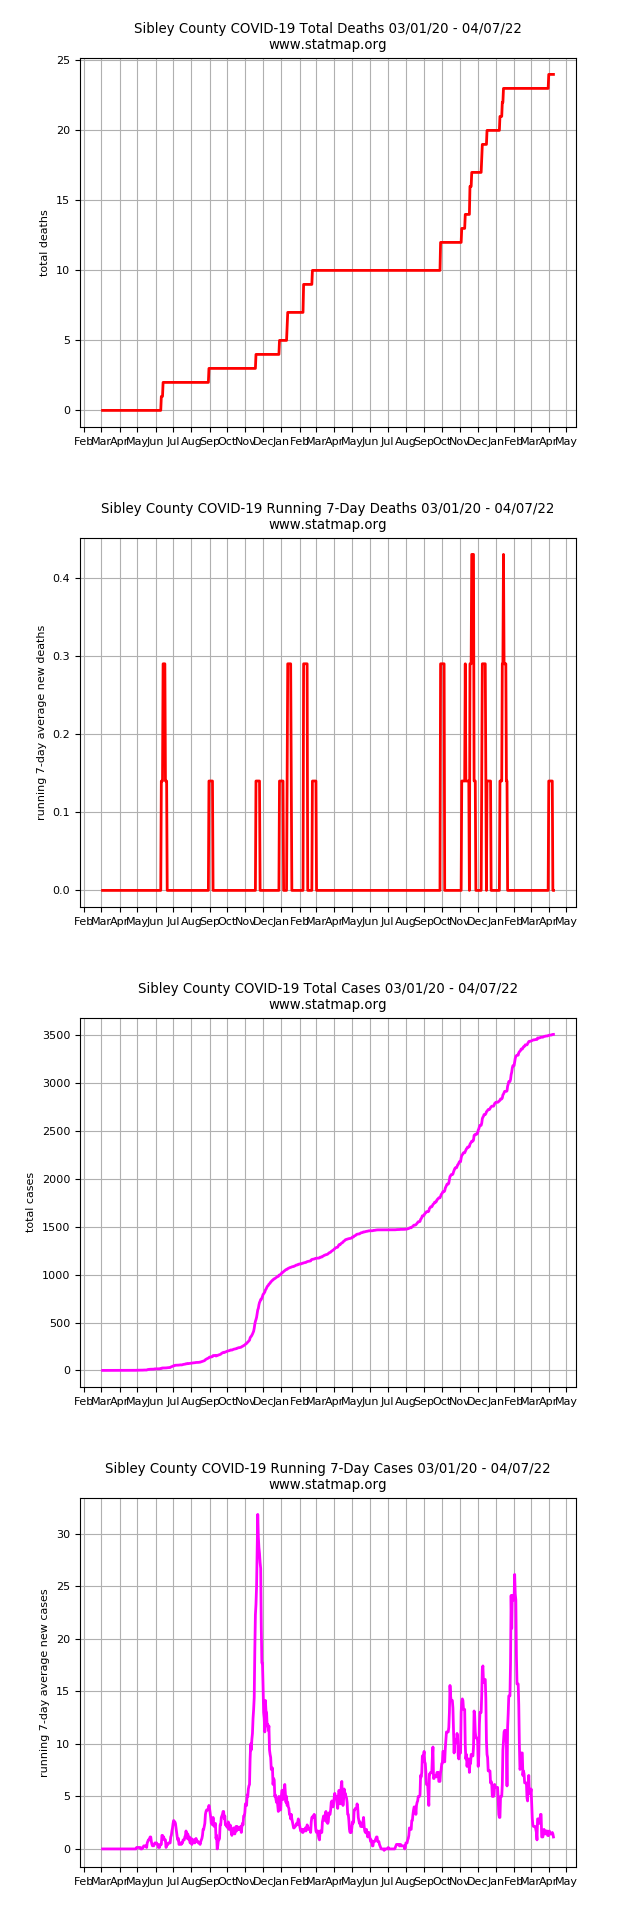 Sibley County COVID-19 Total Deaths 03/01/20 - 04/07/22
www.statmap.org
25
20
15
10
5
0
total deaths
Feb Mar Apr May Jun Jul Aug Sep Oct Nov Dec Jan Feb Mar Apr May Jun Jul Aug Sep Oct Nov Dec Jan Feb Mar Apr May
Sibley County COVID-19 Running 7-Day Deaths 03/01/20 - 04/07/22
www.statmap.org
0.4
0.3
0.2
0.1
0.0
running 7-day average new deaths
Feb Mar Apr May Jun Jul Aug Sep Oct Nov Dec Jan Feb Mar Apr May Jun Jul Aug Sep Oct Nov Dec Jan Feb Mar Apr May
Sibley County COVID-19 Total Cases 03/01/20 - 04/07/22
www.statmap.org
3500
3000
2500
2000
1500
1000
500
0
total cases
Feb Mar Apr May Jun Jul Aug Sep Oct Nov Dec Jan Feb Mar Apr May Jun Jul Aug Sep Oct Nov Dec Jan Feb Mar Apr May
Sibley County COVID-19 Running 7-Day Cases 03/01/20 - 04/07/22
www.statmap.org
30
25
20
15
10
5
0
running 7-day average new cases
Feb Mar Apr May Jun Jul Aug Sep Oct Nov Dec Jan Feb Mar Apr May Jun Jul Aug Sep Oct Nov Dec Jan Feb Mar Apr May